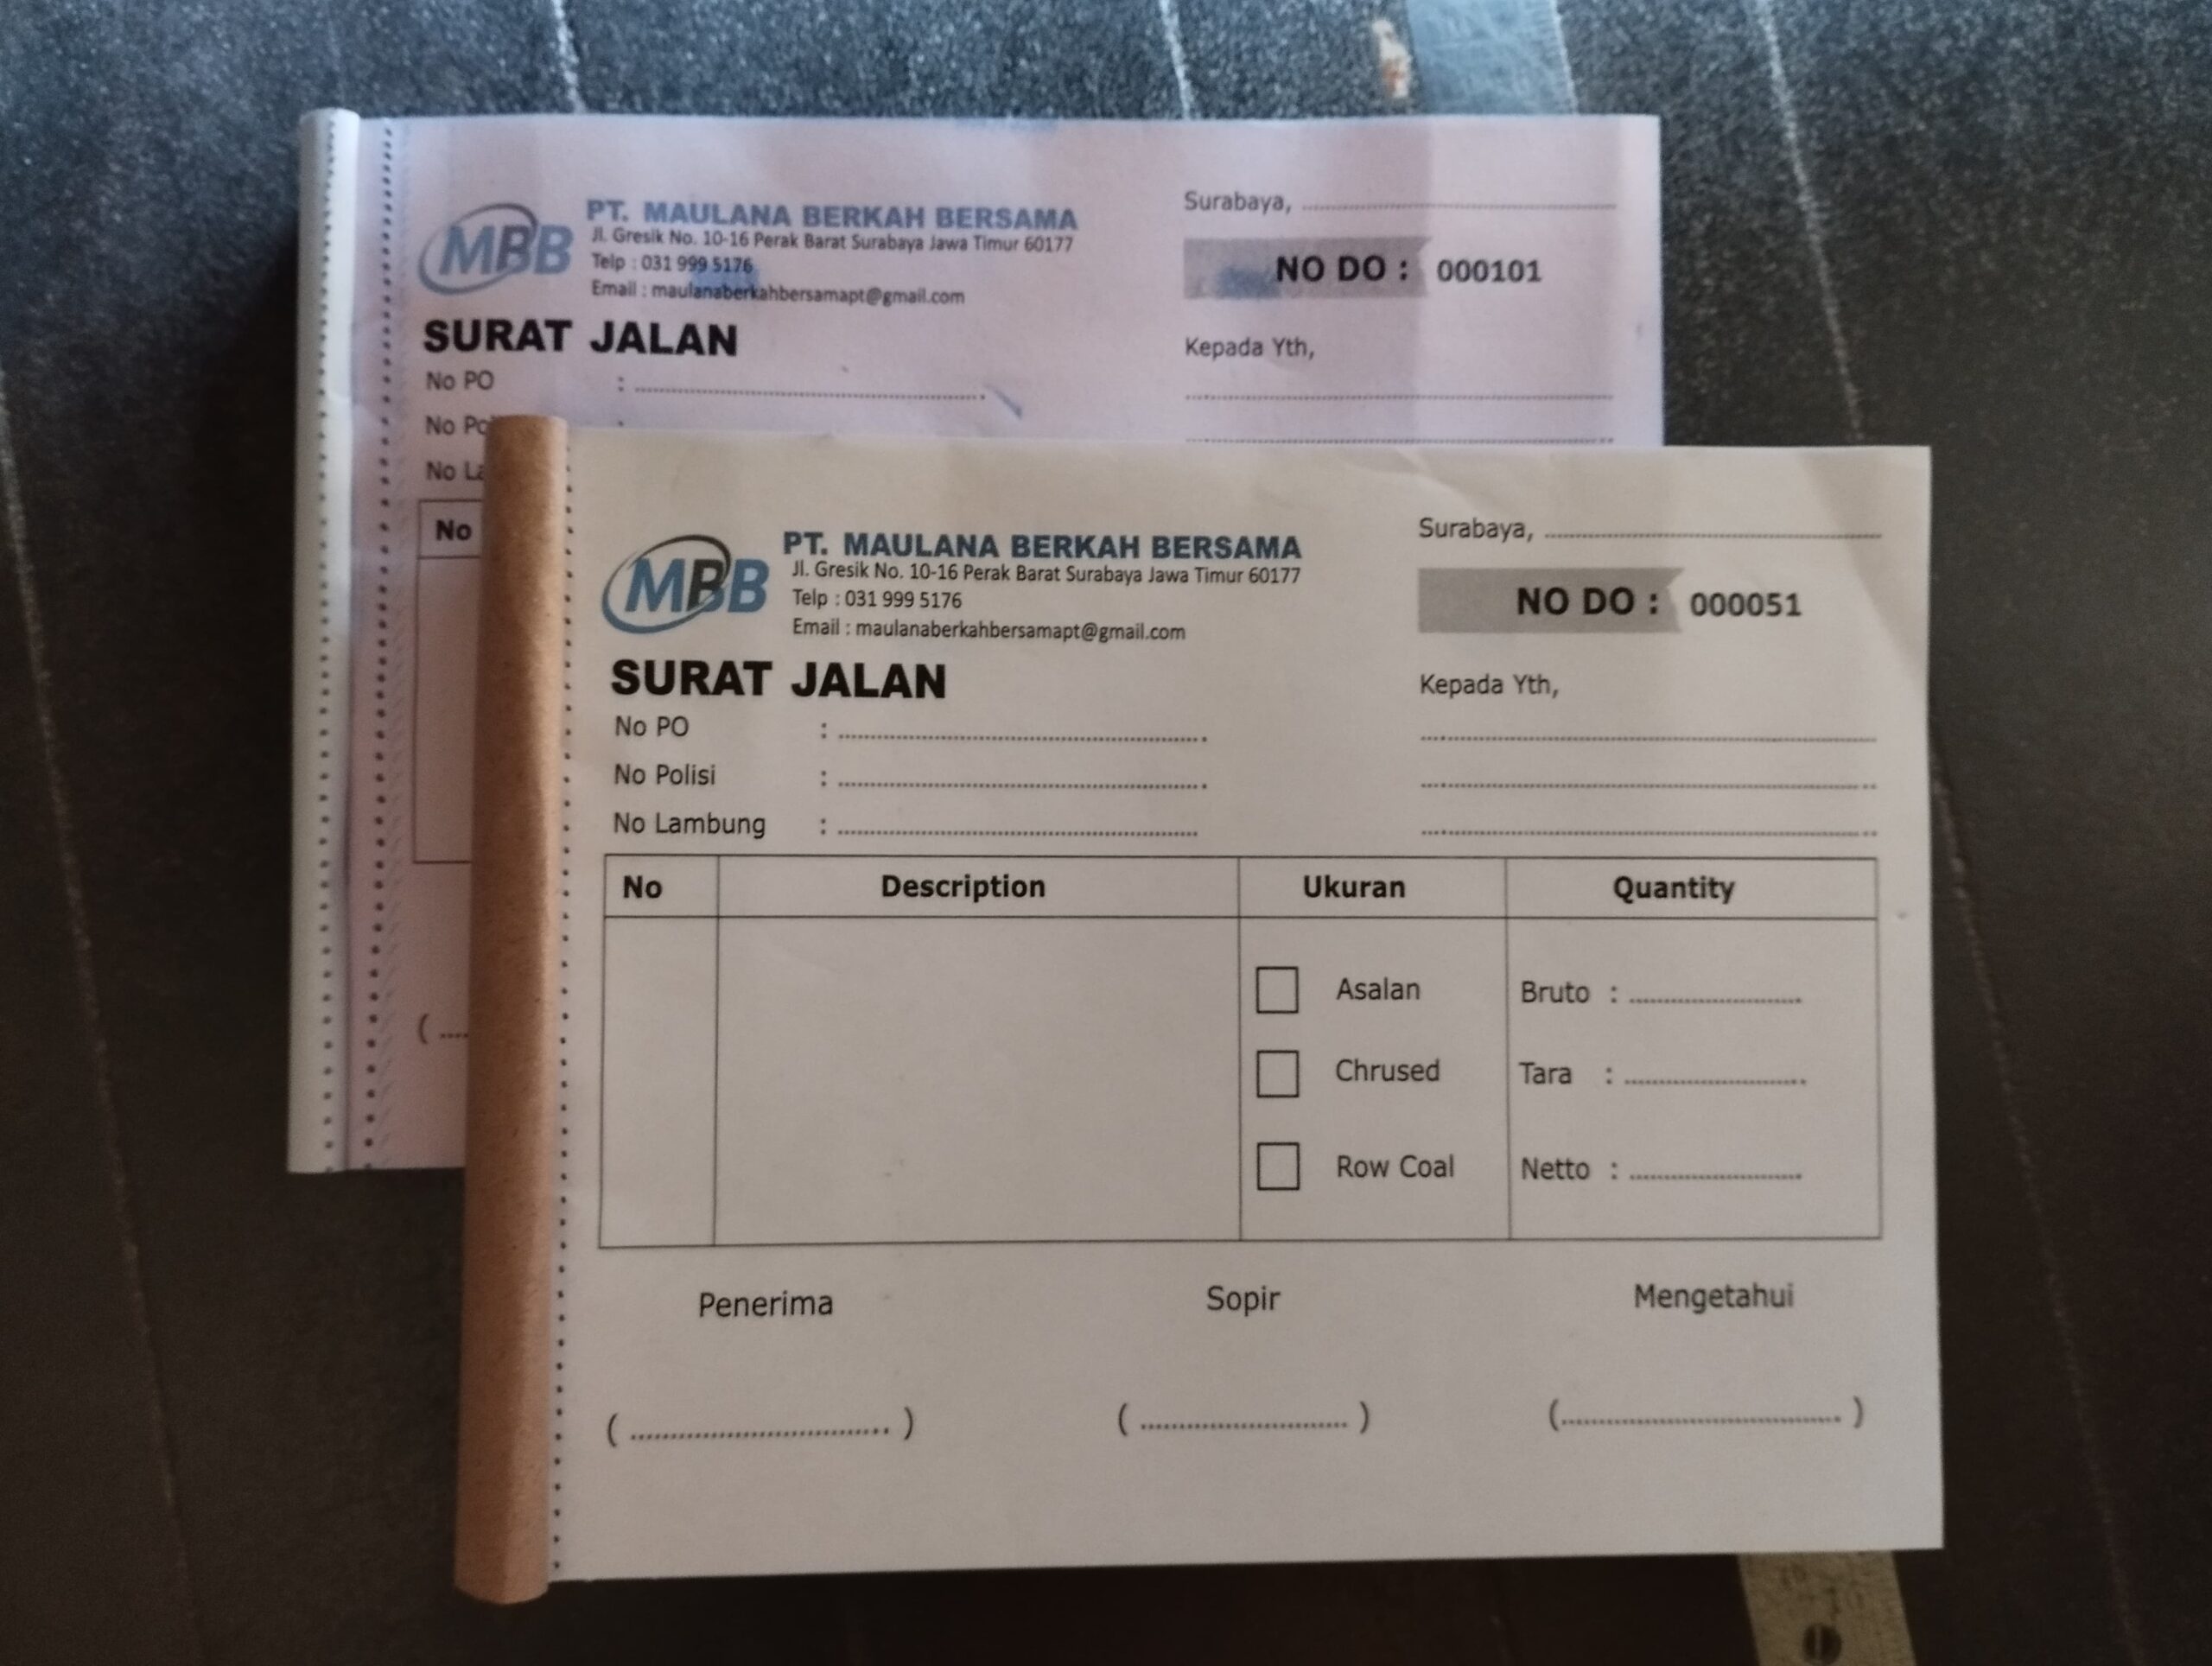 MBB
PT. MAULANA BERKAH BERSAMA
Jl. Gresik No. 10-16 Perak Barat Surabaya Jawa Timur 60177
Telp : 031 999 5176
Email : maulanaberkahbersamapt@gmail.com
Surabaya, ....................
NO DO : 000101
SURAT JALAN
Kepada Yth,
No PO : ....................
No Po
No La
No
( ....
MBB
PT. MAULANA BERKAH BERSAMA
Jl. Gresik No. 10-16 Perak Barat Surabaya Jawa Timur 60177
Telp : 031 999 5176
Email : maulanaberkahbersamapt@gmail.com
Surabaya, ....................
NO DO : 000051
SURAT JALAN
Kepada Yth,
No PO : ....................
No Polisi : ....................
No Lambung : ....................
No Description Ukuran Quantity
Asalan Bruto : ....................
Chrused Tara : ....................
Row Coal Netto : ....................
Penerima Sopir Mengetahui
( .................... ) ( .................... ) ( .................... )